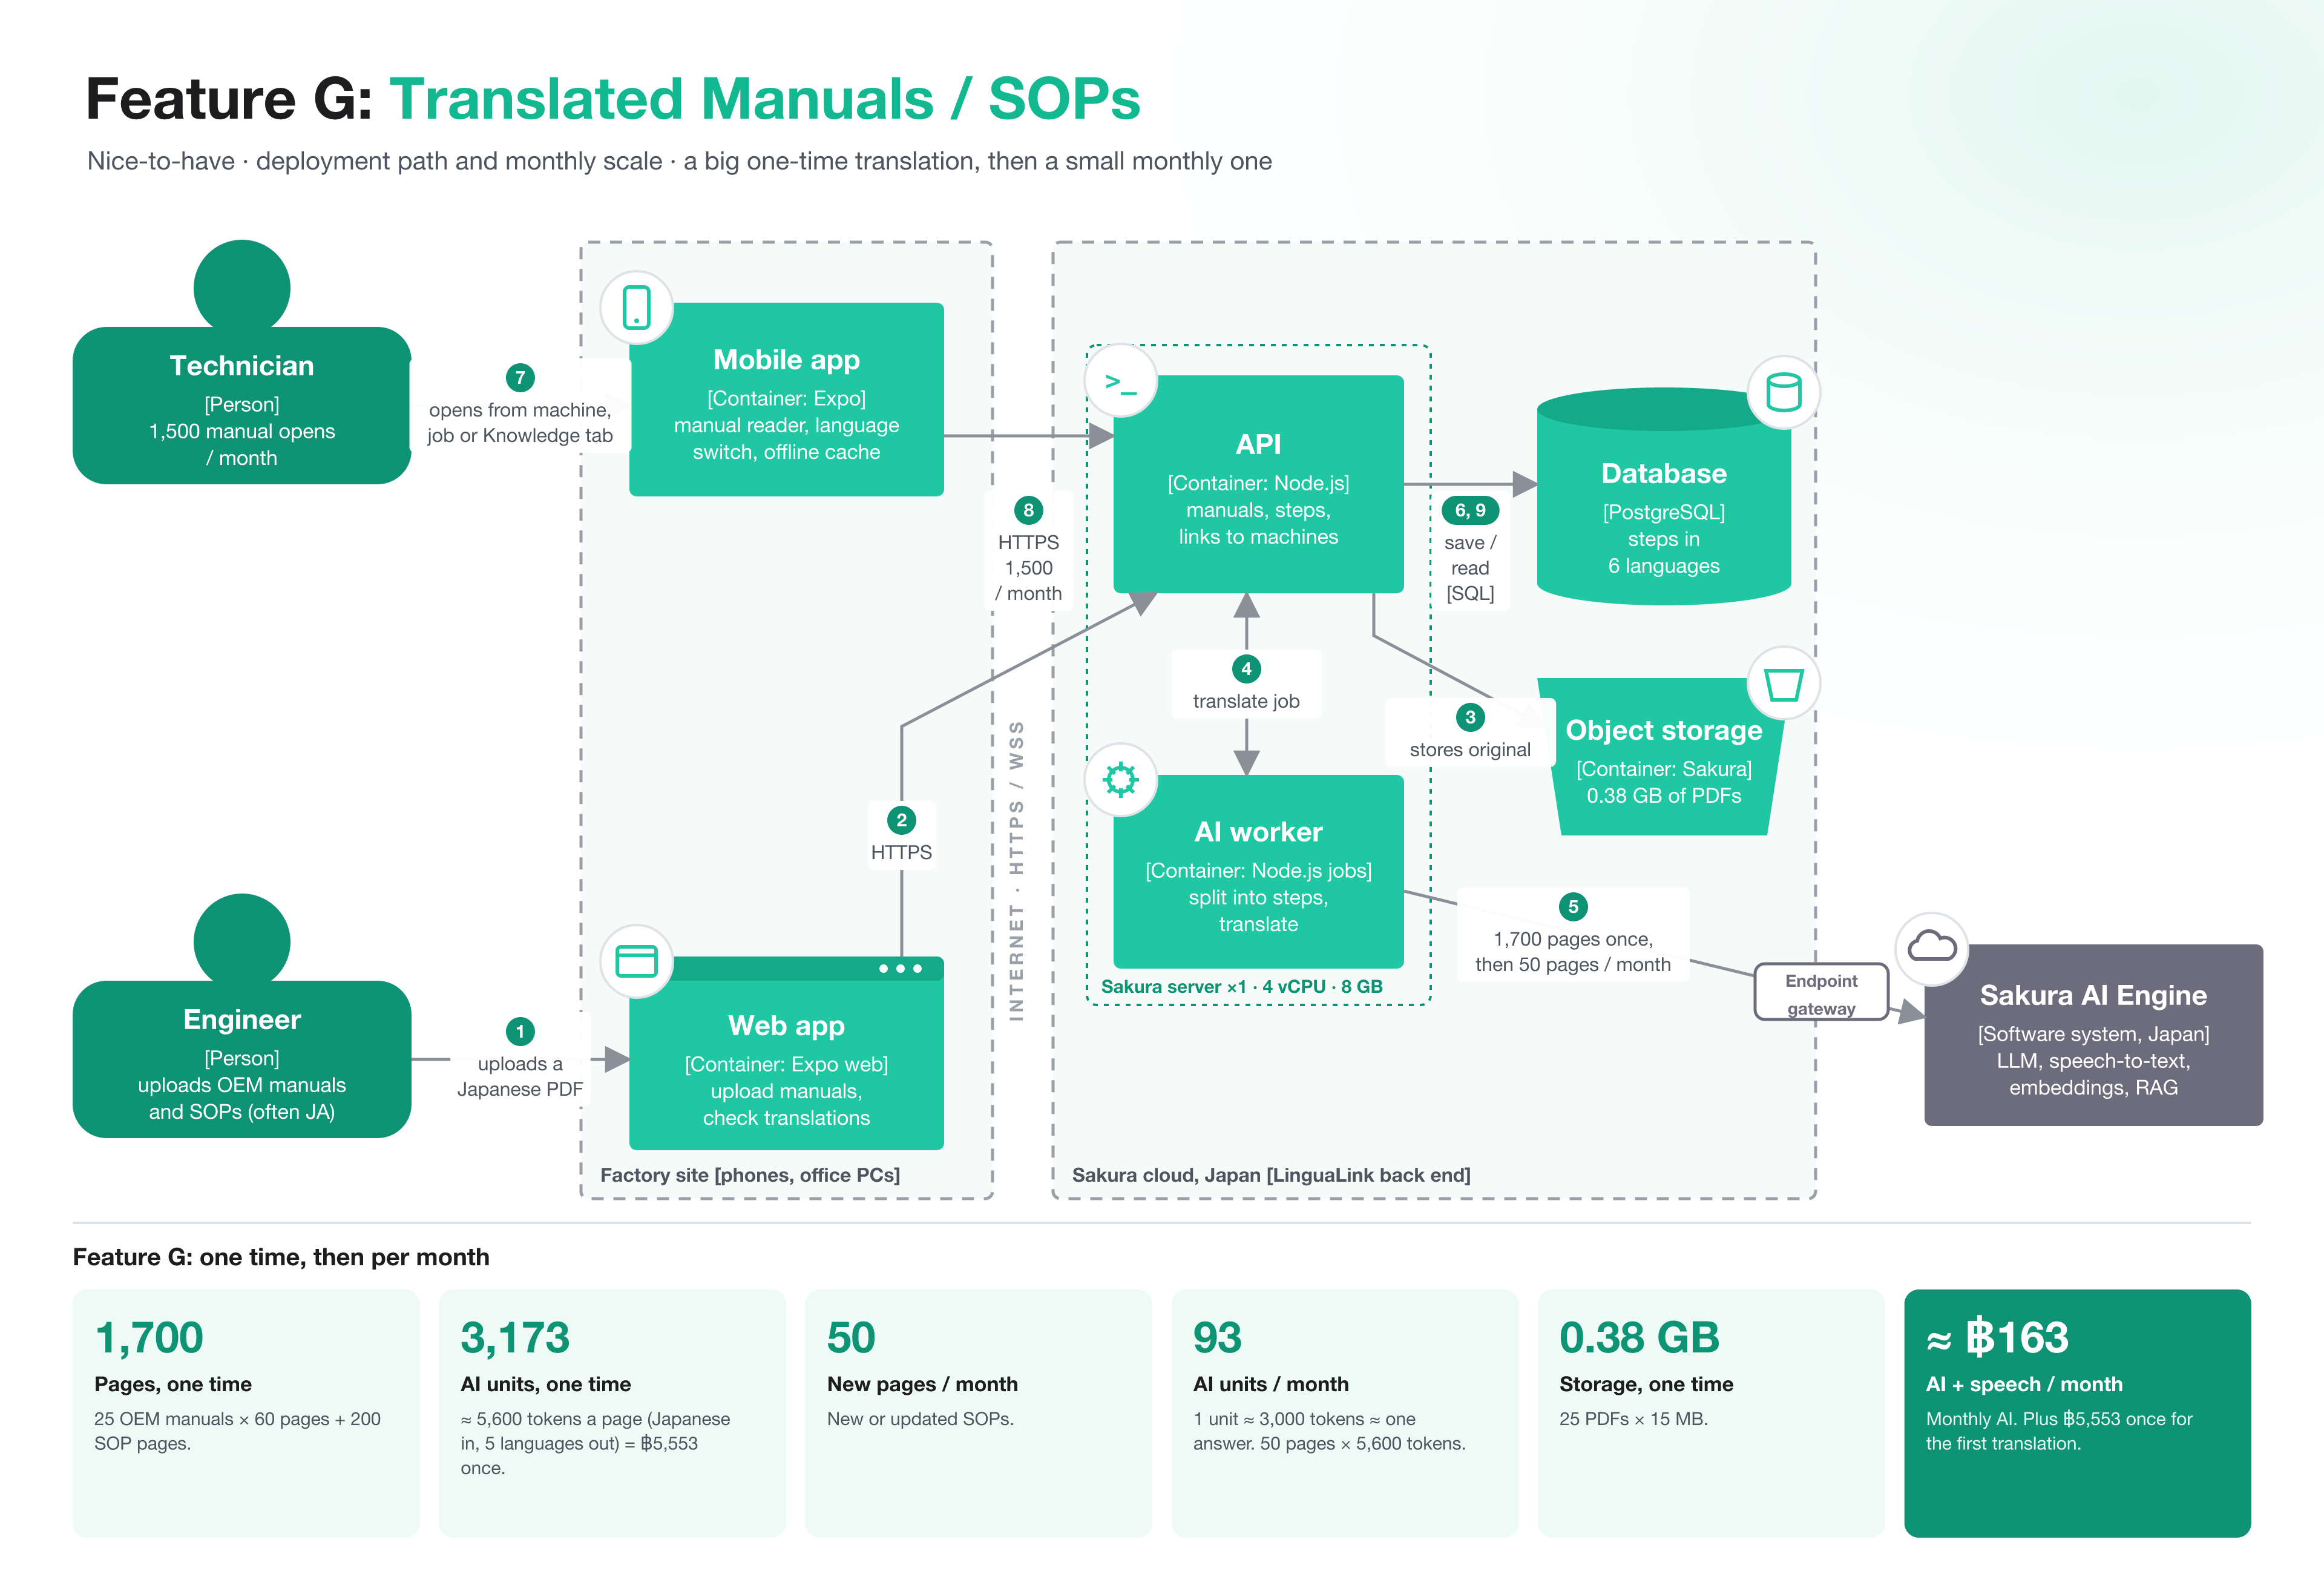 Feature G: Translated Manuals / SOPs
Nice-to-have · deployment path and monthly scale · a big one-time translation, then a small monthly one
Technician
[Person]
1,500 manual opens
/ month
7
opens from machine,
job or Knowledge tab
Mobile app
[Container: Expo]
manual reader, language
switch, offline cache
8
HTTPS
1,500
/ month
>_
API
[Container: Node.js]
manuals, steps,
links to machines
6, 9
save /
read
[SQL]
Database
[PostgreSQL]
steps in
6 languages
4
translate job
3
stores original
Object storage
[Container: Sakura]
0.38 GB of PDFs
2
HTTPS
INTERNET · HTTPS / WSS
AI worker
[Container: Node.js jobs]
split into steps,
translate
Sakura server ×1 · 4 vCPU · 8 GB
5
1,700 pages once,
then 50 pages / month
Endpoint
gateway
Sakura AI Engine
[Software system, Japan]
LLM, speech-to-text,
embeddings, RAG
Engineer
[Person]
uploads OEM manuals
and SOPs (often JA)
1
uploads a
Japanese PDF
Web app
[Container: Expo web]
upload manuals,
check translations
Factory site [phones, office PCs]
Sakura cloud, Japan [LinguaLink back end]
Feature G: one time, then per month
1,700
Pages, one time
25 OEM manuals × 60 pages + 200
SOP pages.
3,173
AI units, one time
≈ 5,600 tokens a page (Japanese
in, 5 languages out) = ฿5,553
once.
50
New pages / month
New or updated SOPs.
93
AI units / month
1 unit ≈ 3,000 tokens ≈ one
answer. 50 pages × 5,600 tokens.
0.38 GB
Storage, one time
25 PDFs × 15 MB.
≈ ฿163
AI + speech / month
Monthly AI. Plus ฿5,553 once for
the first translation.